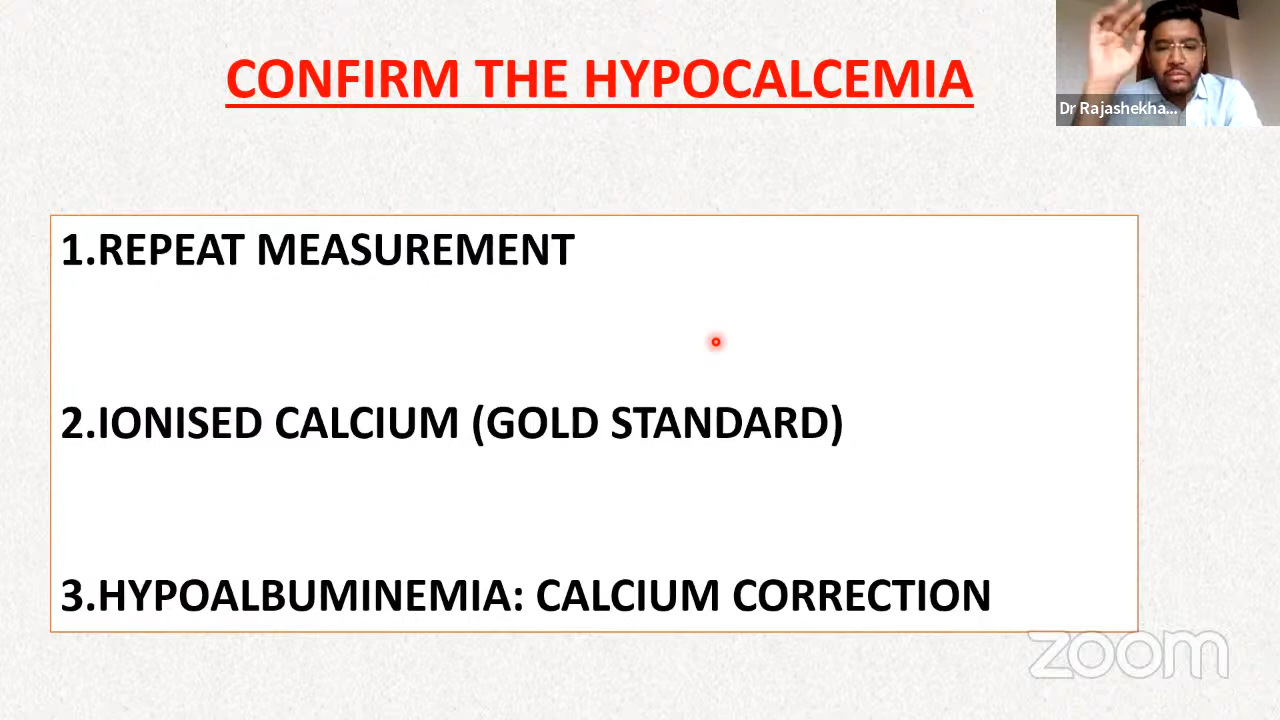 CONFIRM THE HYPOCALCEMIA
Dr Rajashekha...
1.REPEAT MEASUREMENT
2.IONISED CALCIUM (GOLD STANDARD)
3.HYPOALBUMINEMIA: CALCIUM CORRECTION
zoom